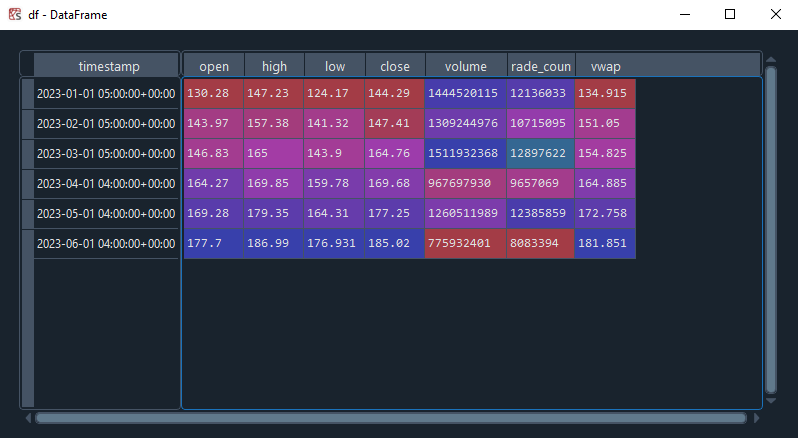 df - DataFrame
timestamp open high low close volume rade_coun vwap
2023-01-01 05:00:00+00:00 130.28 147.23 124.17 144.29 1444520115 12136033 134.915
2023-02-01 05:00:00+00:00 143.97 157.38 141.32 147.41 1309244976 10715095 151.05
2023-03-01 05:00:00+00:00 146.83 165 143.9 164.76 1511932368 12897622 154.825
2023-04-01 04:00:00+00:00 164.27 169.85 159.78 169.68 967697930 9657069 164.885
2023-05-01 04:00:00+00:00 169.28 179.35 164.31 177.25 1260511989 12385859 172.758
2023-06-01 04:00:00+00:00 177.7 186.99 176.931 185.02 775932401 8083394 181.851